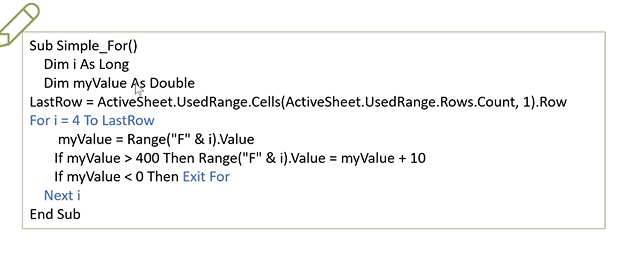 Sub Simple_For()
Dim i As Long
Dim myValue As Double
LastRow = ActiveSheet.UsedRange.Cells(ActiveSheet.UsedRange.Rows.Count, 1).Row
For i = 4 To LastRow
myValue = Range("F" & i).Value
If myValue > 400 Then Range("F" & i).Value = myValue + 10
If myValue < 0 Then Exit For
Next i
End Sub